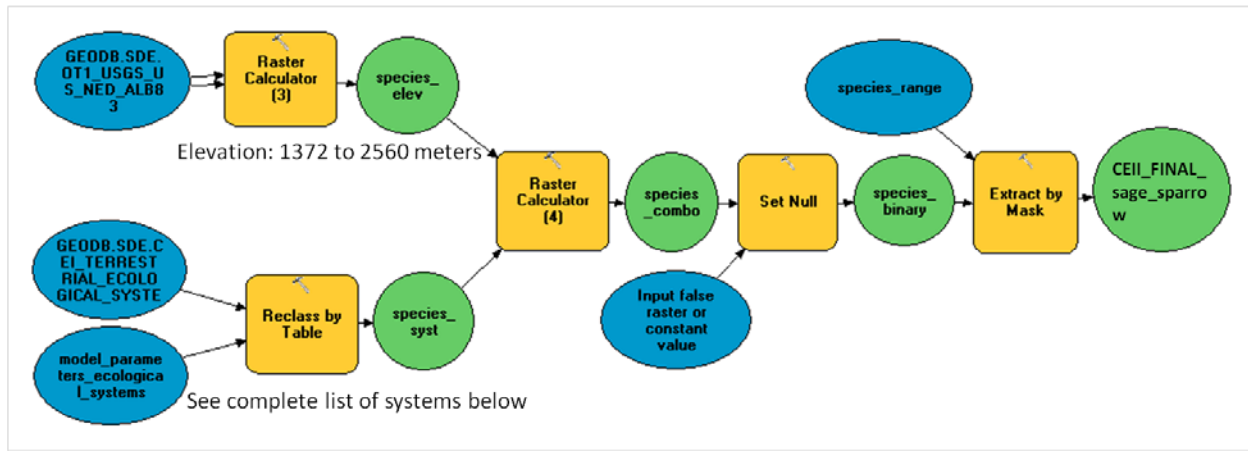 GEODB.SDE.
OT1_USGS_U
S_NED_ALB8
3
Raster
Calculator
(3)
species_
elev
Elevation: 1372 to 2560 meters
species_range
Raster
Calculator
(4)
species
_combo
Set Null
species_
binary
Extract by
Mask
CEII_FINAL_
sage_sparro
w
GEODB.SDE.C
EI_TERREST
RIAL_ECOLO
GICAL_SYSTE
model_parame
ters_ecologica
l_systems
Reclass by
Table
species_
syst
Input false
raster or
constant
value
See complete list of systems below